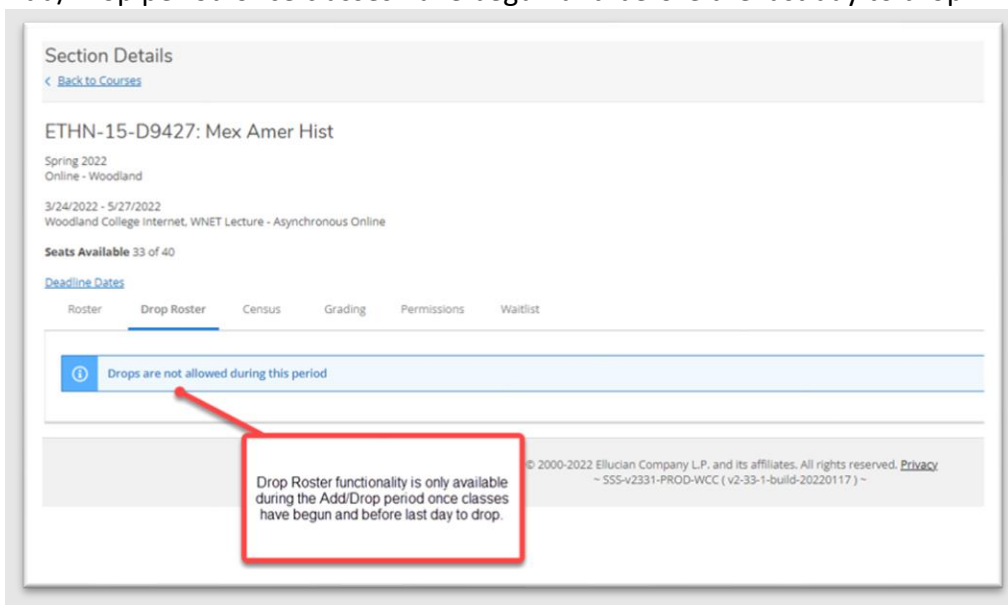 Section Details
< Back to Courses
ETHN-15-D9427: Mex Amer Hist
Spring 2022
Online - Woodland
3/24/2022 - 5/27/2022
Woodland College Internet, WNET Lecture - Asynchronous Online
Seats Available 33 of 40
Deadline Dates
Roster Drop Roster Census Grading Permissions Waitlist
Drops are not allowed during this period
© 2000-2022 Ellucian Company L.P. and its affiliates. All rights reserved. Privacy
~ SSS-v2331-PROD-WCC ( v2-33-1-build-20220117 ) ~
Drop Roster functionality is only available
during the Add/Drop period once classes
have begun and before last day to drop.